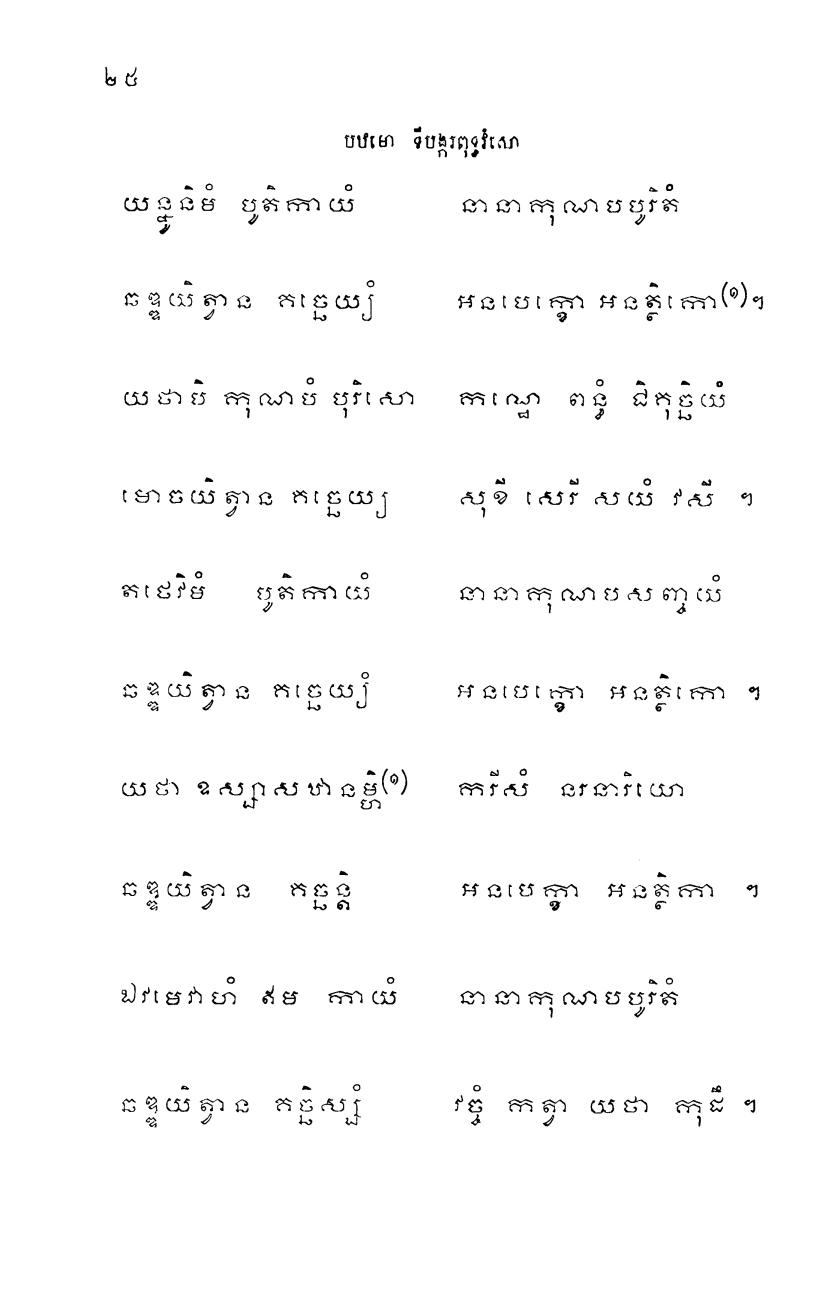 ២៥
បឋមោ ទីបង្ករពុទ្ធវំសោ
យន្នូនិមំ បូតិកាយំ នានាកុណបបូរិតំ
ឆឌ្ឌយិត្វាន គច្ឆេយ្យំ អនបេក្ខោ អនត្ថិកោ(១)។
យថាបិ កុណបំ បុរិសោ កណ្ឋេ ពន្ធំ ជិគុច្ឆិយំ
មោចយិត្វាន គច្ឆេយ្យ សុខី សេរី សយំ វសី ។
តថេវិមំ បូតិកាយំ នានាកុណបសញ្ចយំ
ឆឌ្ឌយិត្វាន គច្ឆេយ្យំ អនបេក្ខោ អនត្ថិកោ ។
យថា ឧស្សាសឋានម្ហិ(១) ករីសំ នរនារិយោ
ឆឌ្ឌយិត្វាន គច្ឆន្តិ អនបេក្ខា អនត្ថិកា ។
ឯវមេវាហំ ឥម កាយំ នានាកុណបបូរិតំ
ឆឌ្ឌយិត្វាន គច្ឆិស្សំ វច្ចំ កត្វា យថា កុដឹ ។